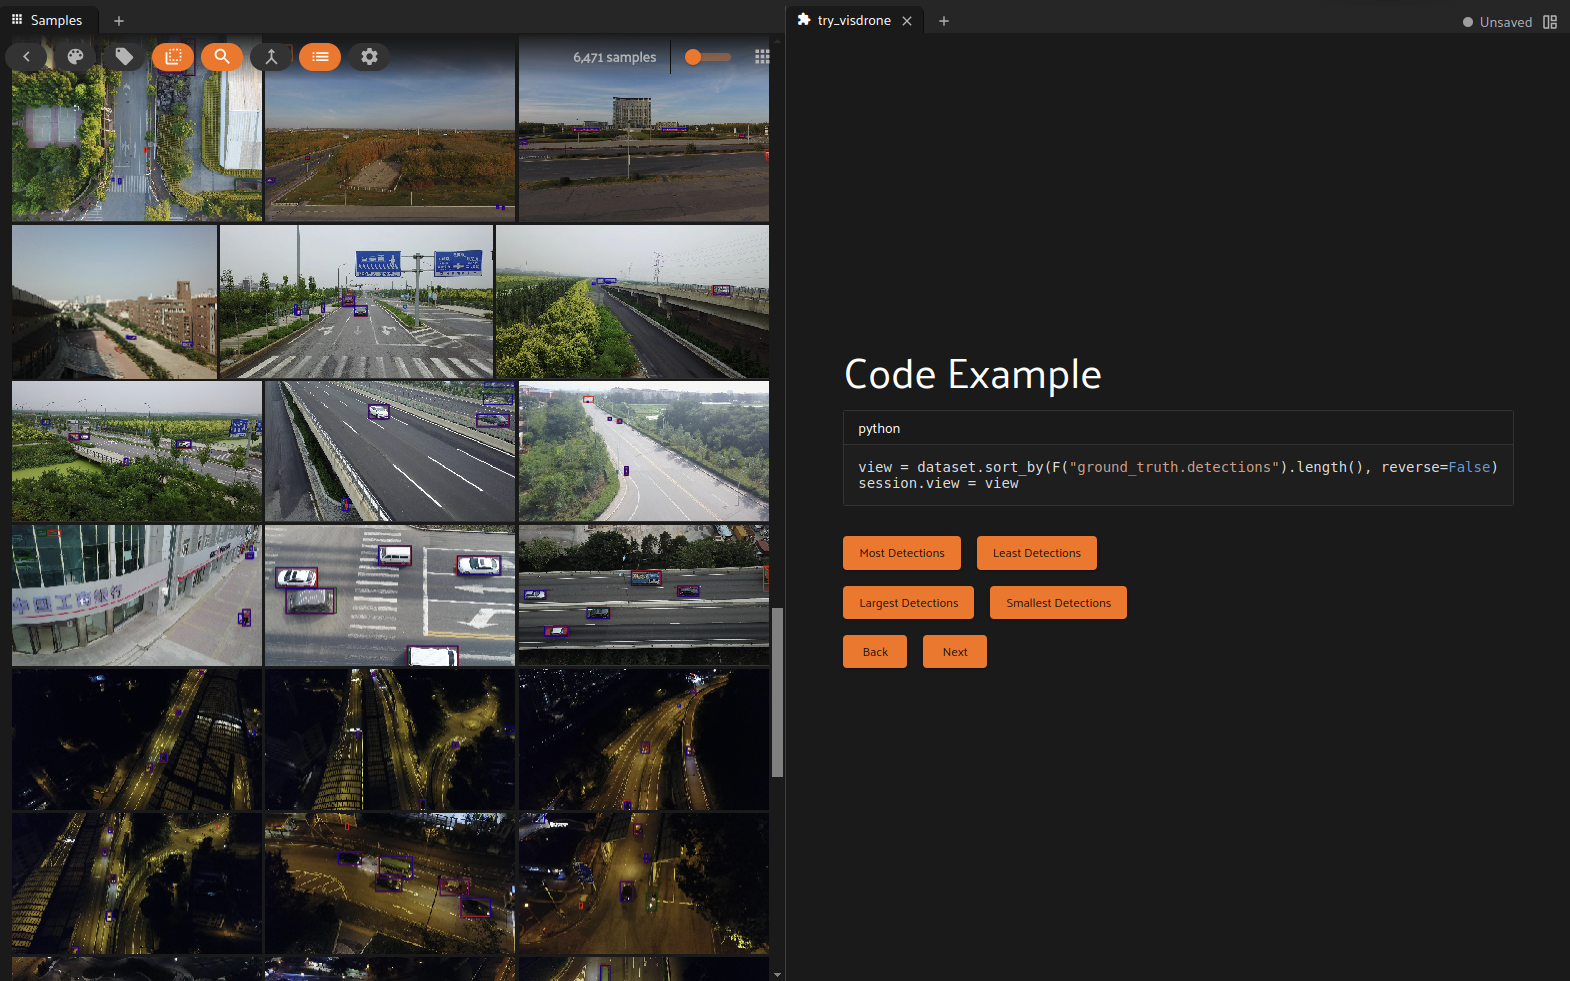 Samples
try_visdrone
Unsaved
6,471 samples
Code Example
python
view = dataset.sort_by(F("ground_truth.detections").length(), reverse=False)
session.view = view
Most Detections
Least Detections
Largest Detections
Smallest Detections
Back
Next